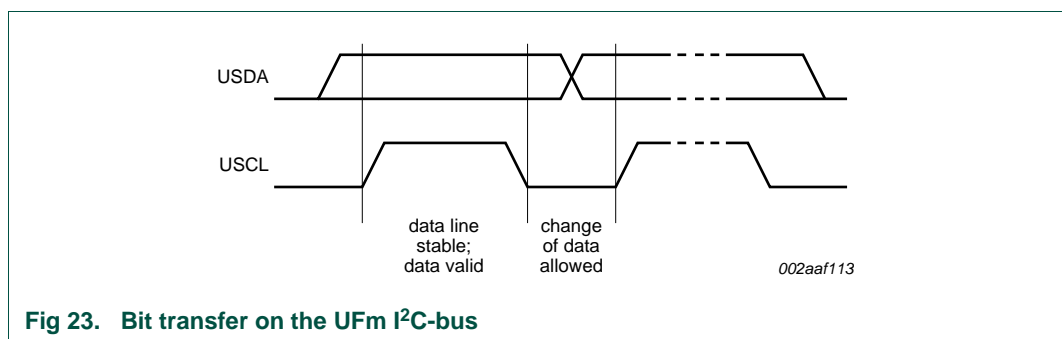 USDA
USCL
data line
stable;
data valid
change
of data
allowed
002aaf113
Fig 23. Bit transfer on the UFm I²C-bus